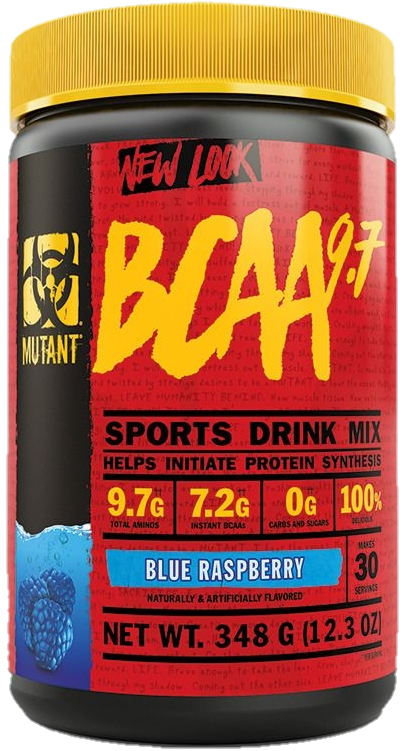 NEW LOOK
BCAA 9.7
MUTANT
SPORTS DRINK MIX
HELPS INITIATE PROTEIN SYNTHESIS
9.7G 7.2G 0G 100%
TOTAL AMINOS INSTANT BCAAs CARBS AND SUGARS DELICIOUS
BLUE RASPBERRY
NATURALLY & ARTIFICIALLY FLAVORED
MAKES
30
SERVINGS
NET WT. 348 G (12.3 OZ)